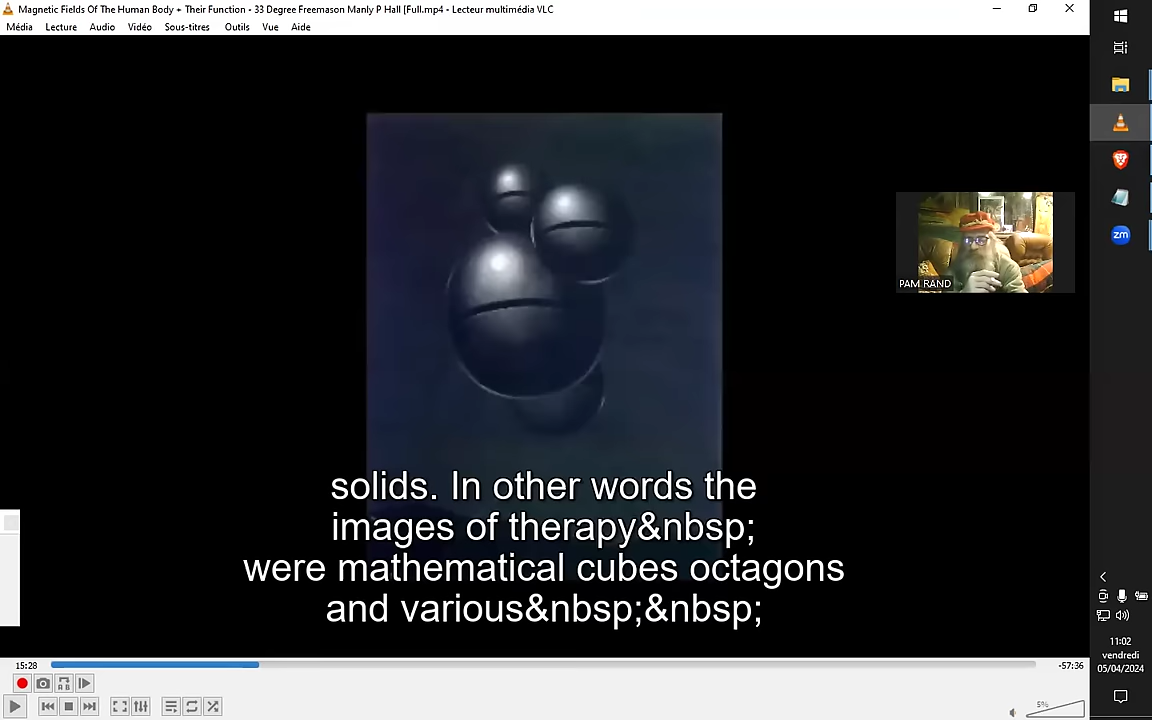 Magnetic Fields Of The Human Body + Their Function - 33 Degree Freemason Manly P Hall [Full.mp4 - Lecteur multimédia VLC
Média Lecture Audio Vidéo Sous-titres Outils Vue Aide
PAM RAND
zm
solids. In other words the
images of therapy&nbsp;
were mathematical cubes octagons
and various&nbsp;&nbsp;
15:28
-57:36
5%
11:02
vendredi
05/04/2024